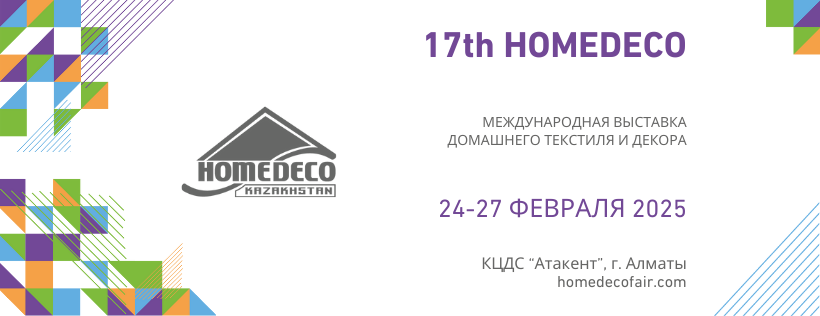 17th HOMEDECO
МЕЖДУНАРОДНАЯ ВЫСТАВКА
ДОМАШНЕГО ТЕКСТИЛЯ И ДЕКОРА
HOMEDECO
KAZAKHSTAN
24-27 ФЕВРАЛЯ 2025
КЦДС “Атакент”, г. Алматы
homedecofair.com